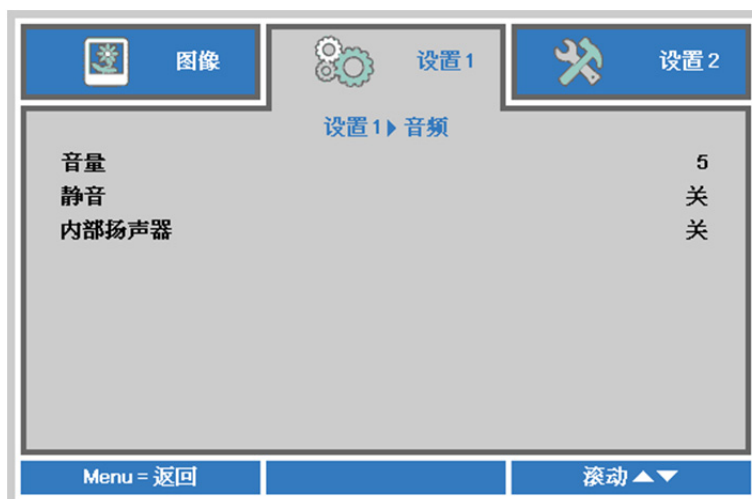 图像 设置1 设置2
设置1▶音频
音量 5
静音 关
内部扬声器 关
Menu = 返回 滚动▲▼